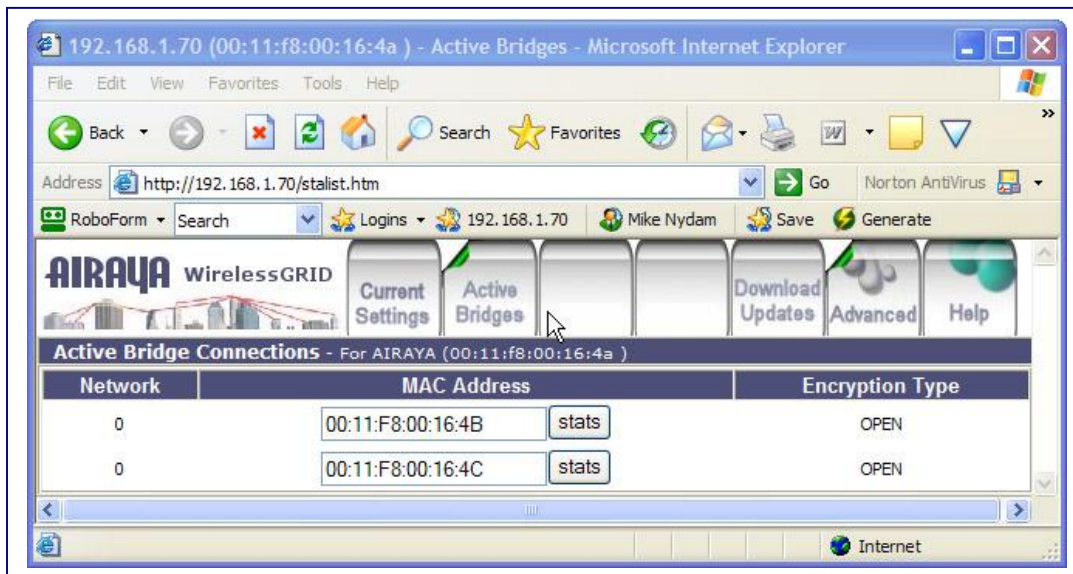 192.168.1.70 (00:11:f8:00:16:4a ) - Active Bridges - Microsoft Internet Explorer
File Edit View Favorites Tools Help
Back Search Favorites W »
Address http://192.168.1.70/stalist.htm Go Norton AntiVirus
RoboForm Search Logins 192.168.1.70 Mike Nydam Save Generate
AIRAYA WirelessGRID Current Settings Active Bridges Download Updates Advanced Help
Active Bridge Connections - For AIRAYA (00:11:f8:00:16:4a )
Network MAC Address Encryption Type
0 00:11:F8:00:16:4B stats OPEN
0 00:11:F8:00:16:4C stats OPEN
Internet